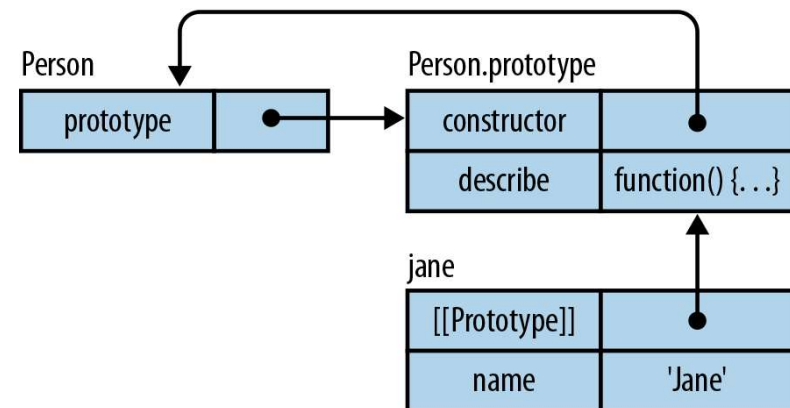 Person
Person.prototype
prototype
constructor
describe
function() {. . .}
jane
[[Prototype]]
name
'Jane'